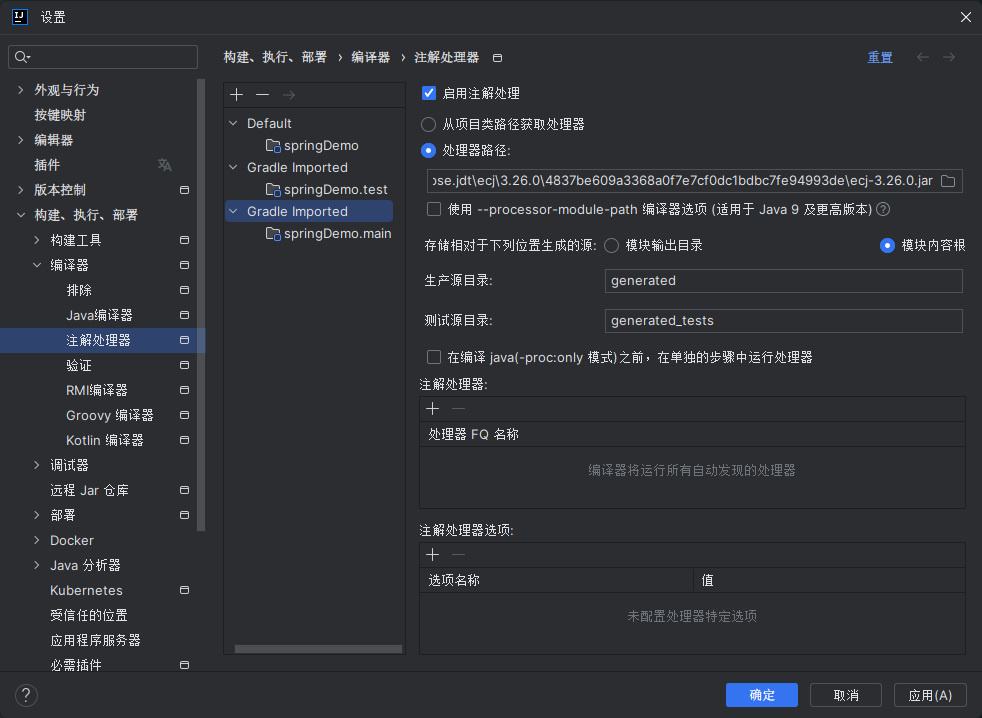 设置
构建、执行、部署 › 编译器 › 注解处理器
重置
外观与行为
按键映射
编辑器
插件
版本控制
构建、执行、部署
构建工具
编译器
排除
Java编译器
注解处理器
验证
RMI编译器
Groovy 编译器
Kotlin 编译器
调试器
远程 Jar 仓库
部署
Docker
Java 分析器
Kubernetes
受信任的位置
应用程序服务器
必需插件
Default
springDemo
Gradle Imported
springDemo.test
Gradle Imported
springDemo.main
启用注解处理
从项目类路径获取处理器
处理器路径:
ose.jdt\ecj\3.26.0\4837be609a3368a0f7e7cf0dc1bdbc7fe94993de\ecj-3.26.0.jar
使用 --processor-module-path 编译器选项 (适用于 Java 9 及更高版本)
存储相对于下列位置生成的源: 模块输出目录 模块内容根
生产源目录: generated
测试源目录: generated_tests
在编译 java(-proc:only 模式)之前，在单独的步骤中运行处理器
注解处理器:
处理器 FQ 名称
编译器将运行所有自动发现的处理器
注解处理器选项:
选项名称 值
未配置处理器特定选项
? 确定 取消 应用(A)